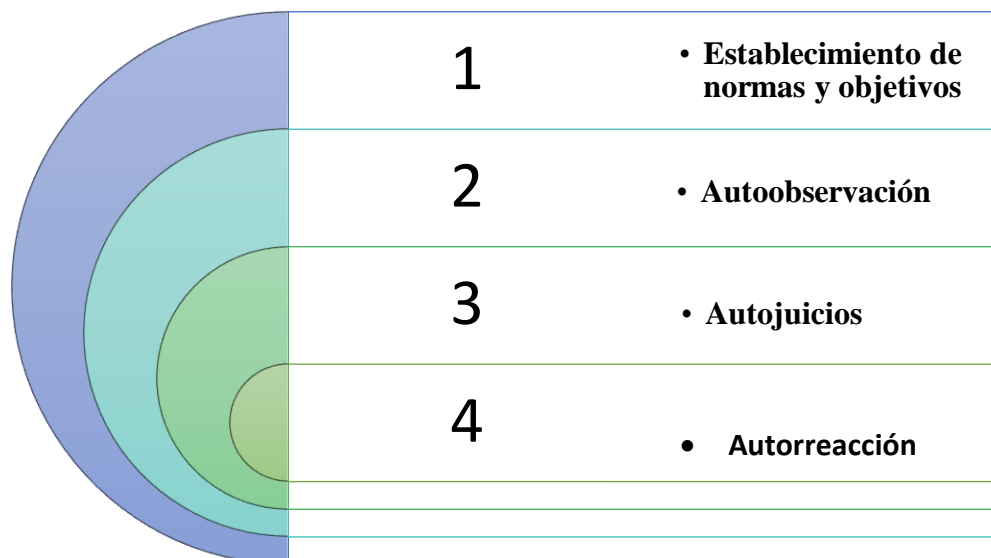 1
• Establecimiento de
normas y objetivos
2
• Autoobservación
3
• Autojuicios
4
• Autorreacción